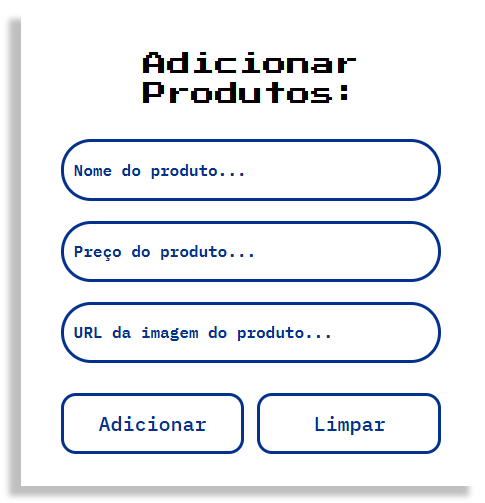 Adicionar
Produtos:
Nome do produto...
Preço do produto...
URL da imagem do produto...
Adicionar
Limpar